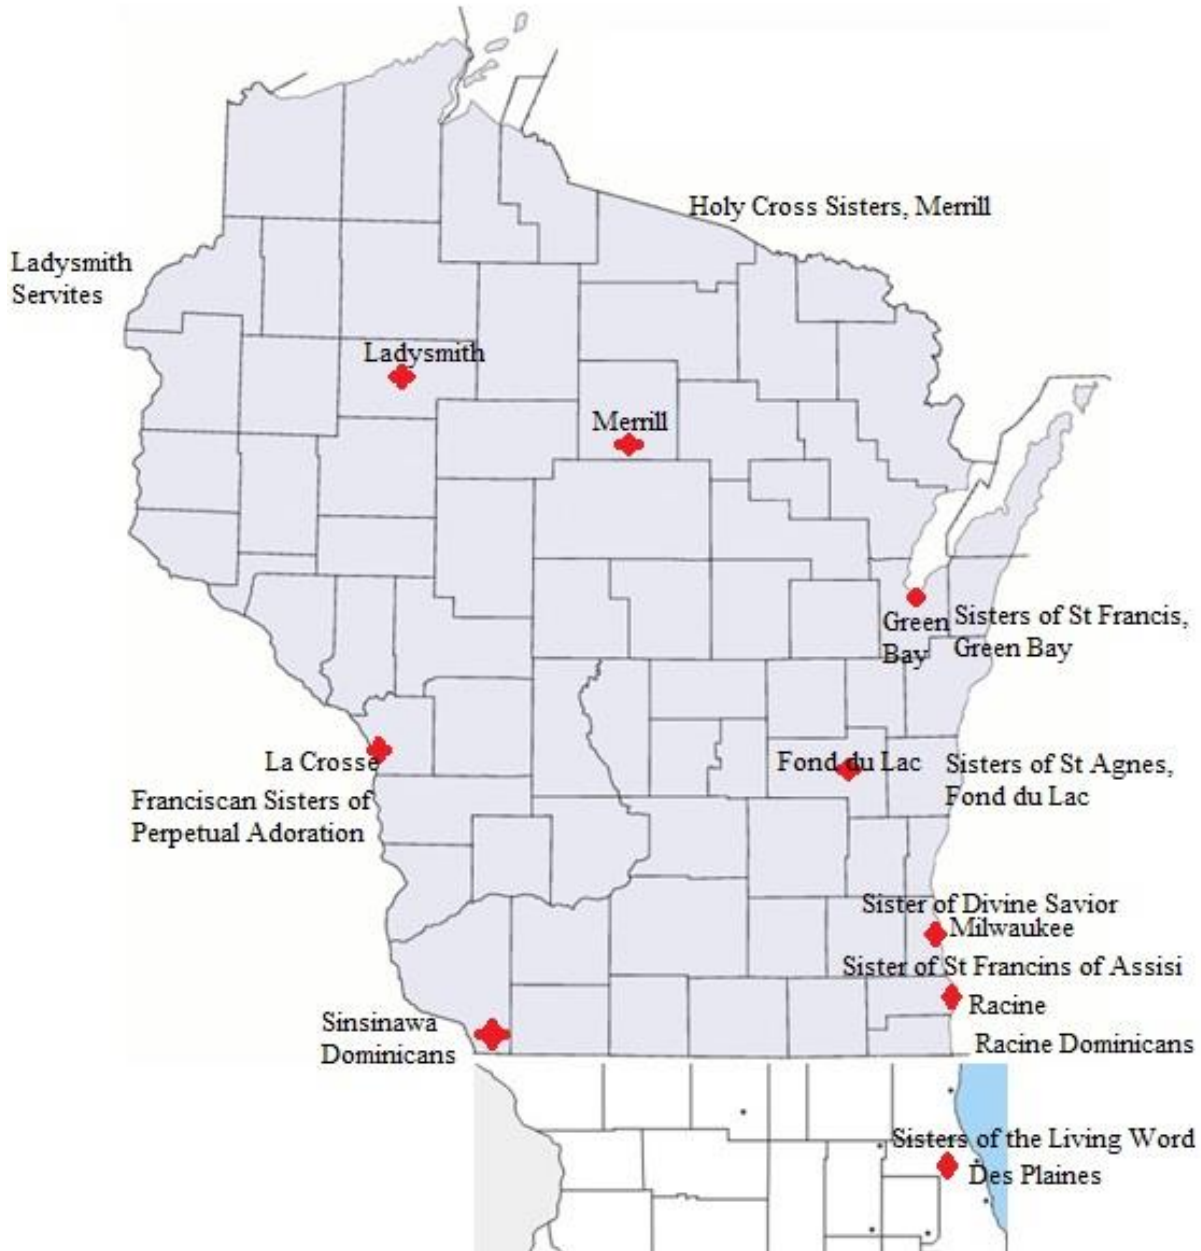 Holy Cross Sisters, Merrill
Ladysmith
Servites
Ladysmith
Merrill
Green
Bay
Sisters of St Francis,
Green Bay
La Crosse
Franciscan Sisters of
Perpetual Adoration
Fond du Lac
Sisters of St Agnes,
Fond du Lac
Sister of Divine Savior
Milwaukee
Sister of St Francins of Assisi
Racine
Sinsinawa
Dominicans
Racine Dominicans
Sisters of the Living Word
Des Plaines